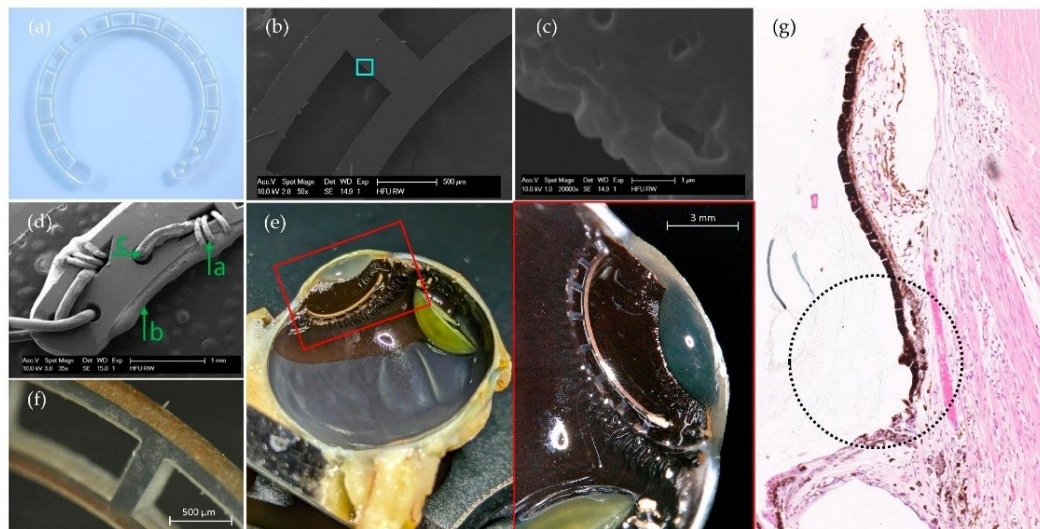 (a)
(b)
Acc.V Spot Magn Det WD Exp 500 µm
10.0 kV 2.0 50x SE 14.9 1 HFU RW
(c)
Acc.V Spot Magn Det WD Exp 1 µm
10.0 kV 1.0 20000x SE 14.9 1 HFU RW
(g)
(d)
c
a
b
Acc.V Spot Magn Det WD Exp 1 mm
10.0 kV 3.0 35x SE 15.0 1 HFU RW
(e)
3 mm
(f)
500 µm